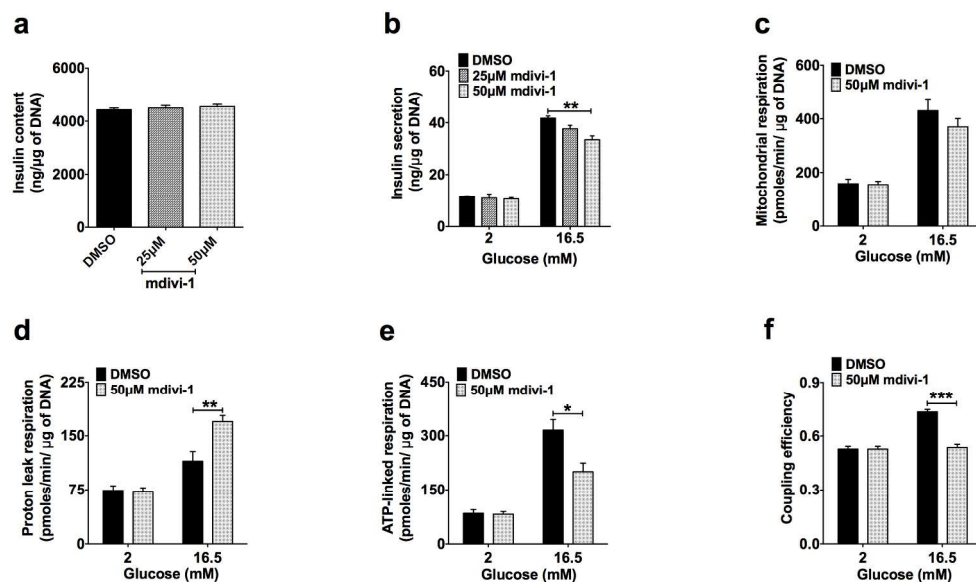 a
6000
4000
2000
0
Insulin content
(ng/µg of DNA)
DMSO
25µM
50µM
mdivi-1
b
DMSO
25µM mdivi-1
50µM mdivi-1
60
40
20
0
Insulin secretion
(ng/µg of DNA)
**
2
16.5
Glucose (mM)
c
DMSO
50µM mdivi-1
600
400
200
0
Mitochondrial respiration
(pmoles/min/ µg of DNA)
2
16.5
Glucose (mM)
d
DMSO
50µM mdivi-1
225
150
75
0
Proton leak respiration
(pmoles/min/ µg of DNA)
**
2
16.5
Glucose (mM)
e
DMSO
50µM mdivi-1
450
300
150
0
ATP-linked respiration
(pmoles/min/ µg of DNA)
*
2
16.5
Glucose (mM)
f
DMSO
50µM mdivi-1
0.9
0.6
0.3
0.0
Coupling efficiency
***
2
16.5
Glucose (mM)